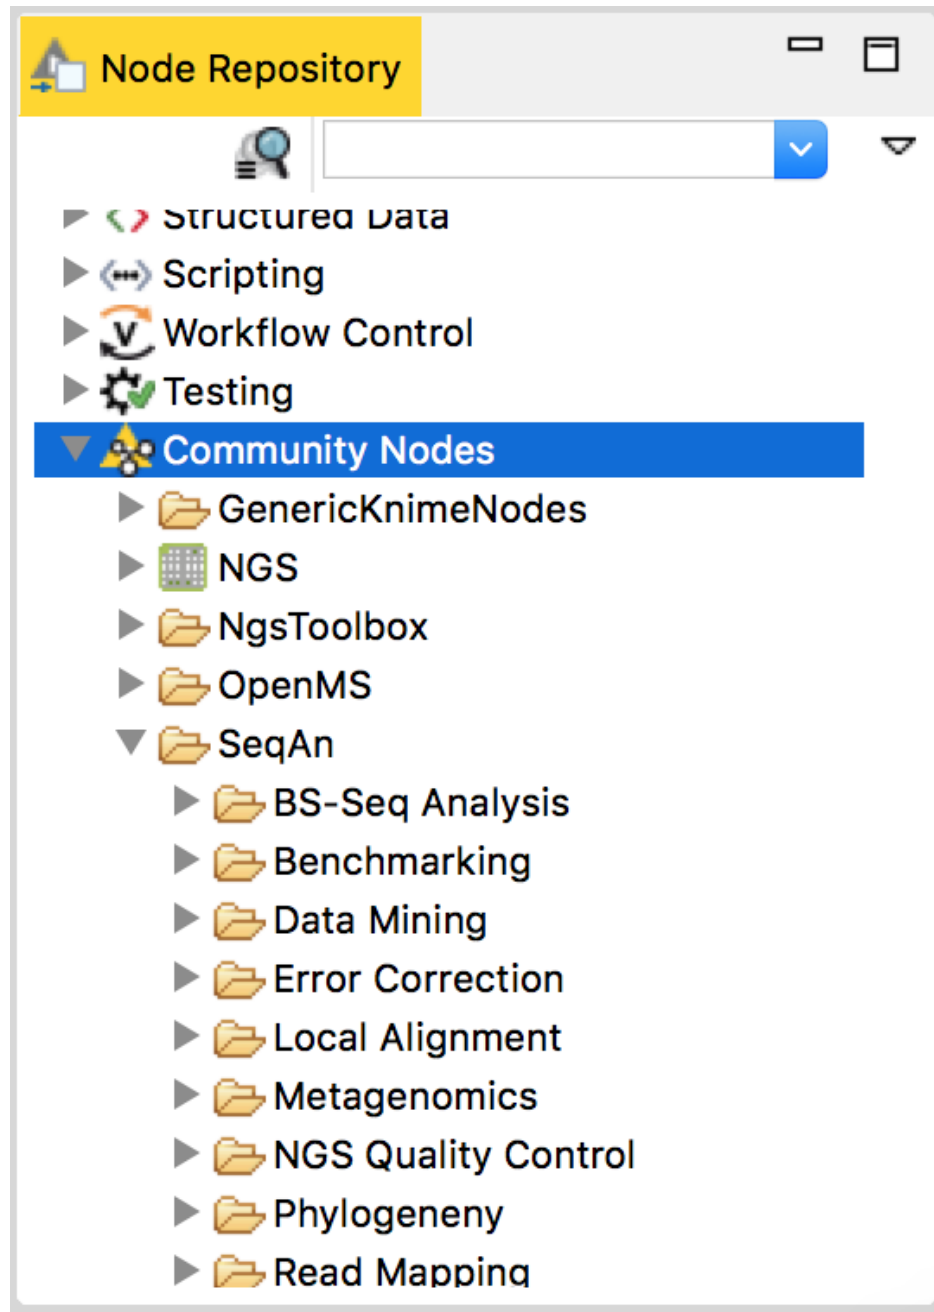 Node Repository
Structured Data
Scripting
Workflow Control
Testing
Community Nodes
GenericKnimeNodes
NGS
NgsToolbox
OpenMS
SeqAn
BS-Seq Analysis
Benchmarking
Data Mining
Error Correction
Local Alignment
Metagenomics
NGS Quality Control
Phylogeneny
Read Mapping